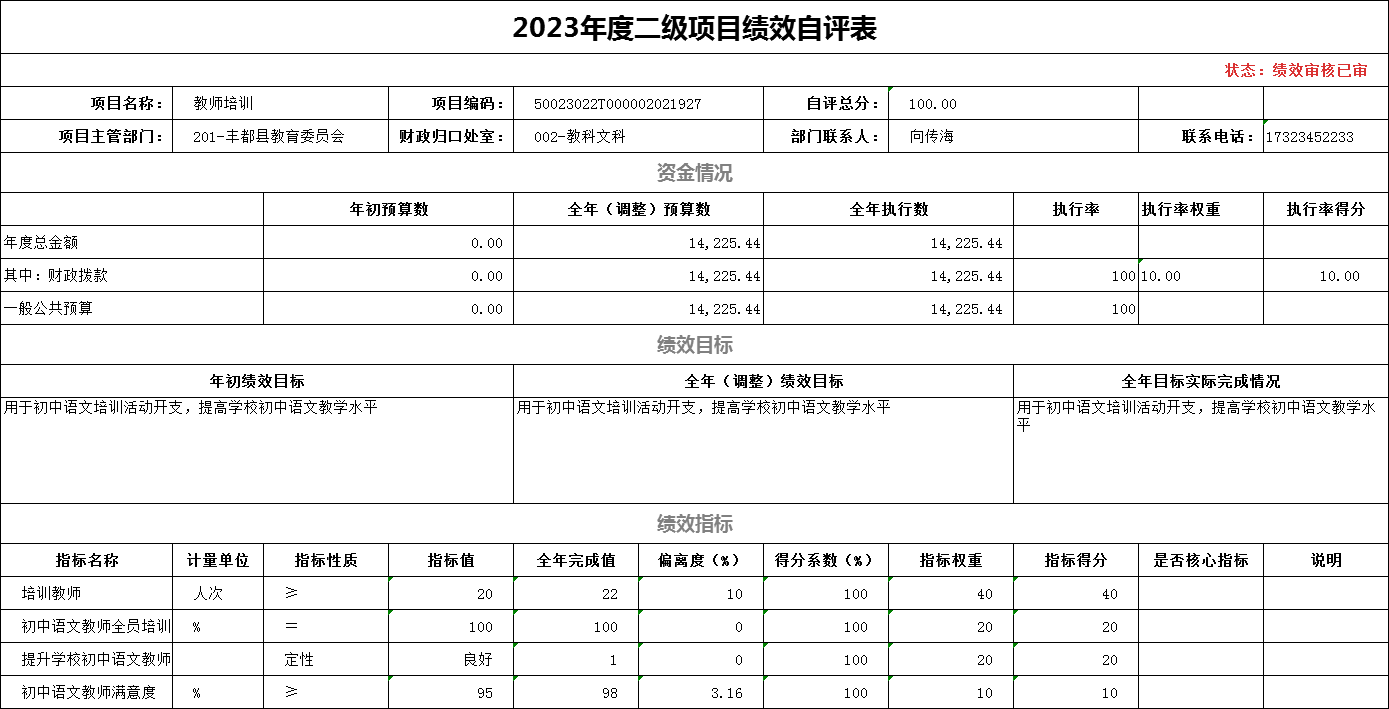 2023年度二级项目绩效自评表
状态：绩效审核已审
项目名称： 教师培训 项目编码： 50023022T000002021927 自评总分： 100.00
项目主管部门： 201-丰都县教育委员会 财政归口处室： 002-教科文科 部门联系人： 向传海 联系电话： 17323452233
资金情况
年初预算数 全年（调整）预算数 全年执行数 执行率 执行率权重 执行率得分
年度总金额 0.00 14,225.44 14,225.44
其中：财政拨款 0.00 14,225.44 14,225.44 100 10.00 10.00
一般公共预算 0.00 14,225.44 14,225.44 100
绩效目标
年初绩效目标 全年（调整）绩效目标 全年目标实际完成情况
用于初中语文培训活动开支，提高学校初中语文教学水平 用于初中语文培训活动开支，提高学校初中语文教学水平 用于初中语文培训活动开支，提高学校初中语文教学水
平
绩效指标
指标名称 计量单位 指标性质 指标值 全年完成值 偏离度（%） 得分系数（%） 指标权重 指标得分 是否核心指标 说明
培训教师 人次 ≥ 20 22 10 100 40 40
初中语文教师全员培训 % ＝ 100 100 0 100 20 20
提升学校初中语文教师 定性 良好 1 0 100 20 20
初中语文教师满意度 % ≥ 95 98 3.16 100 10 10